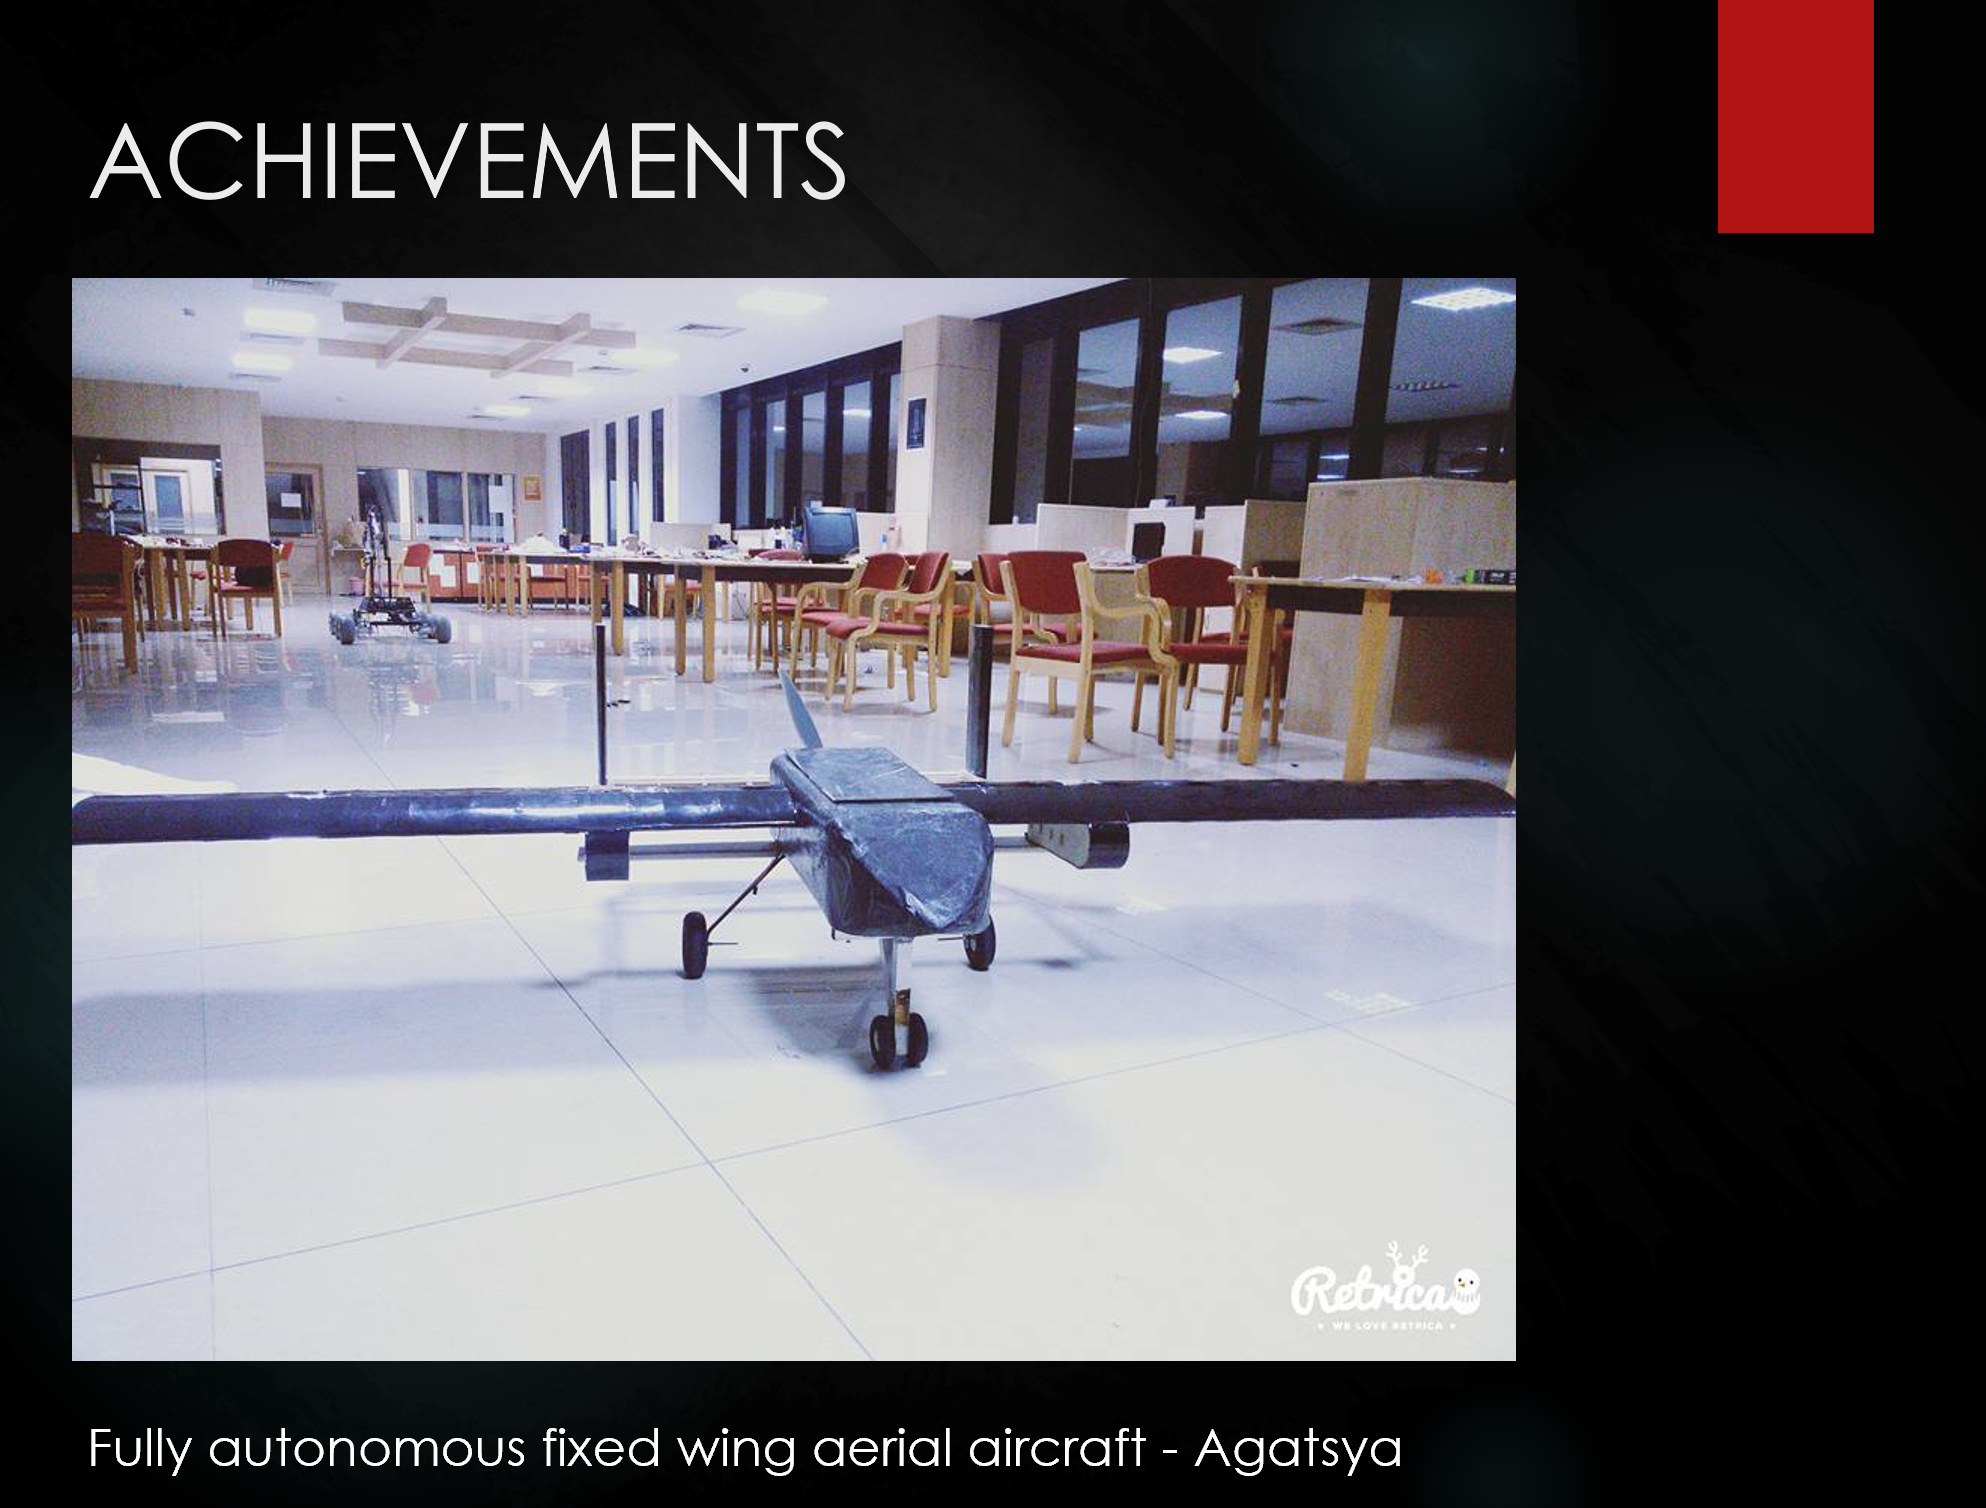 ACHIEVEMENTS
Retrica
WE LOVE RETRICA
Fully autonomous fixed wing aerial aircraft - Agatsya